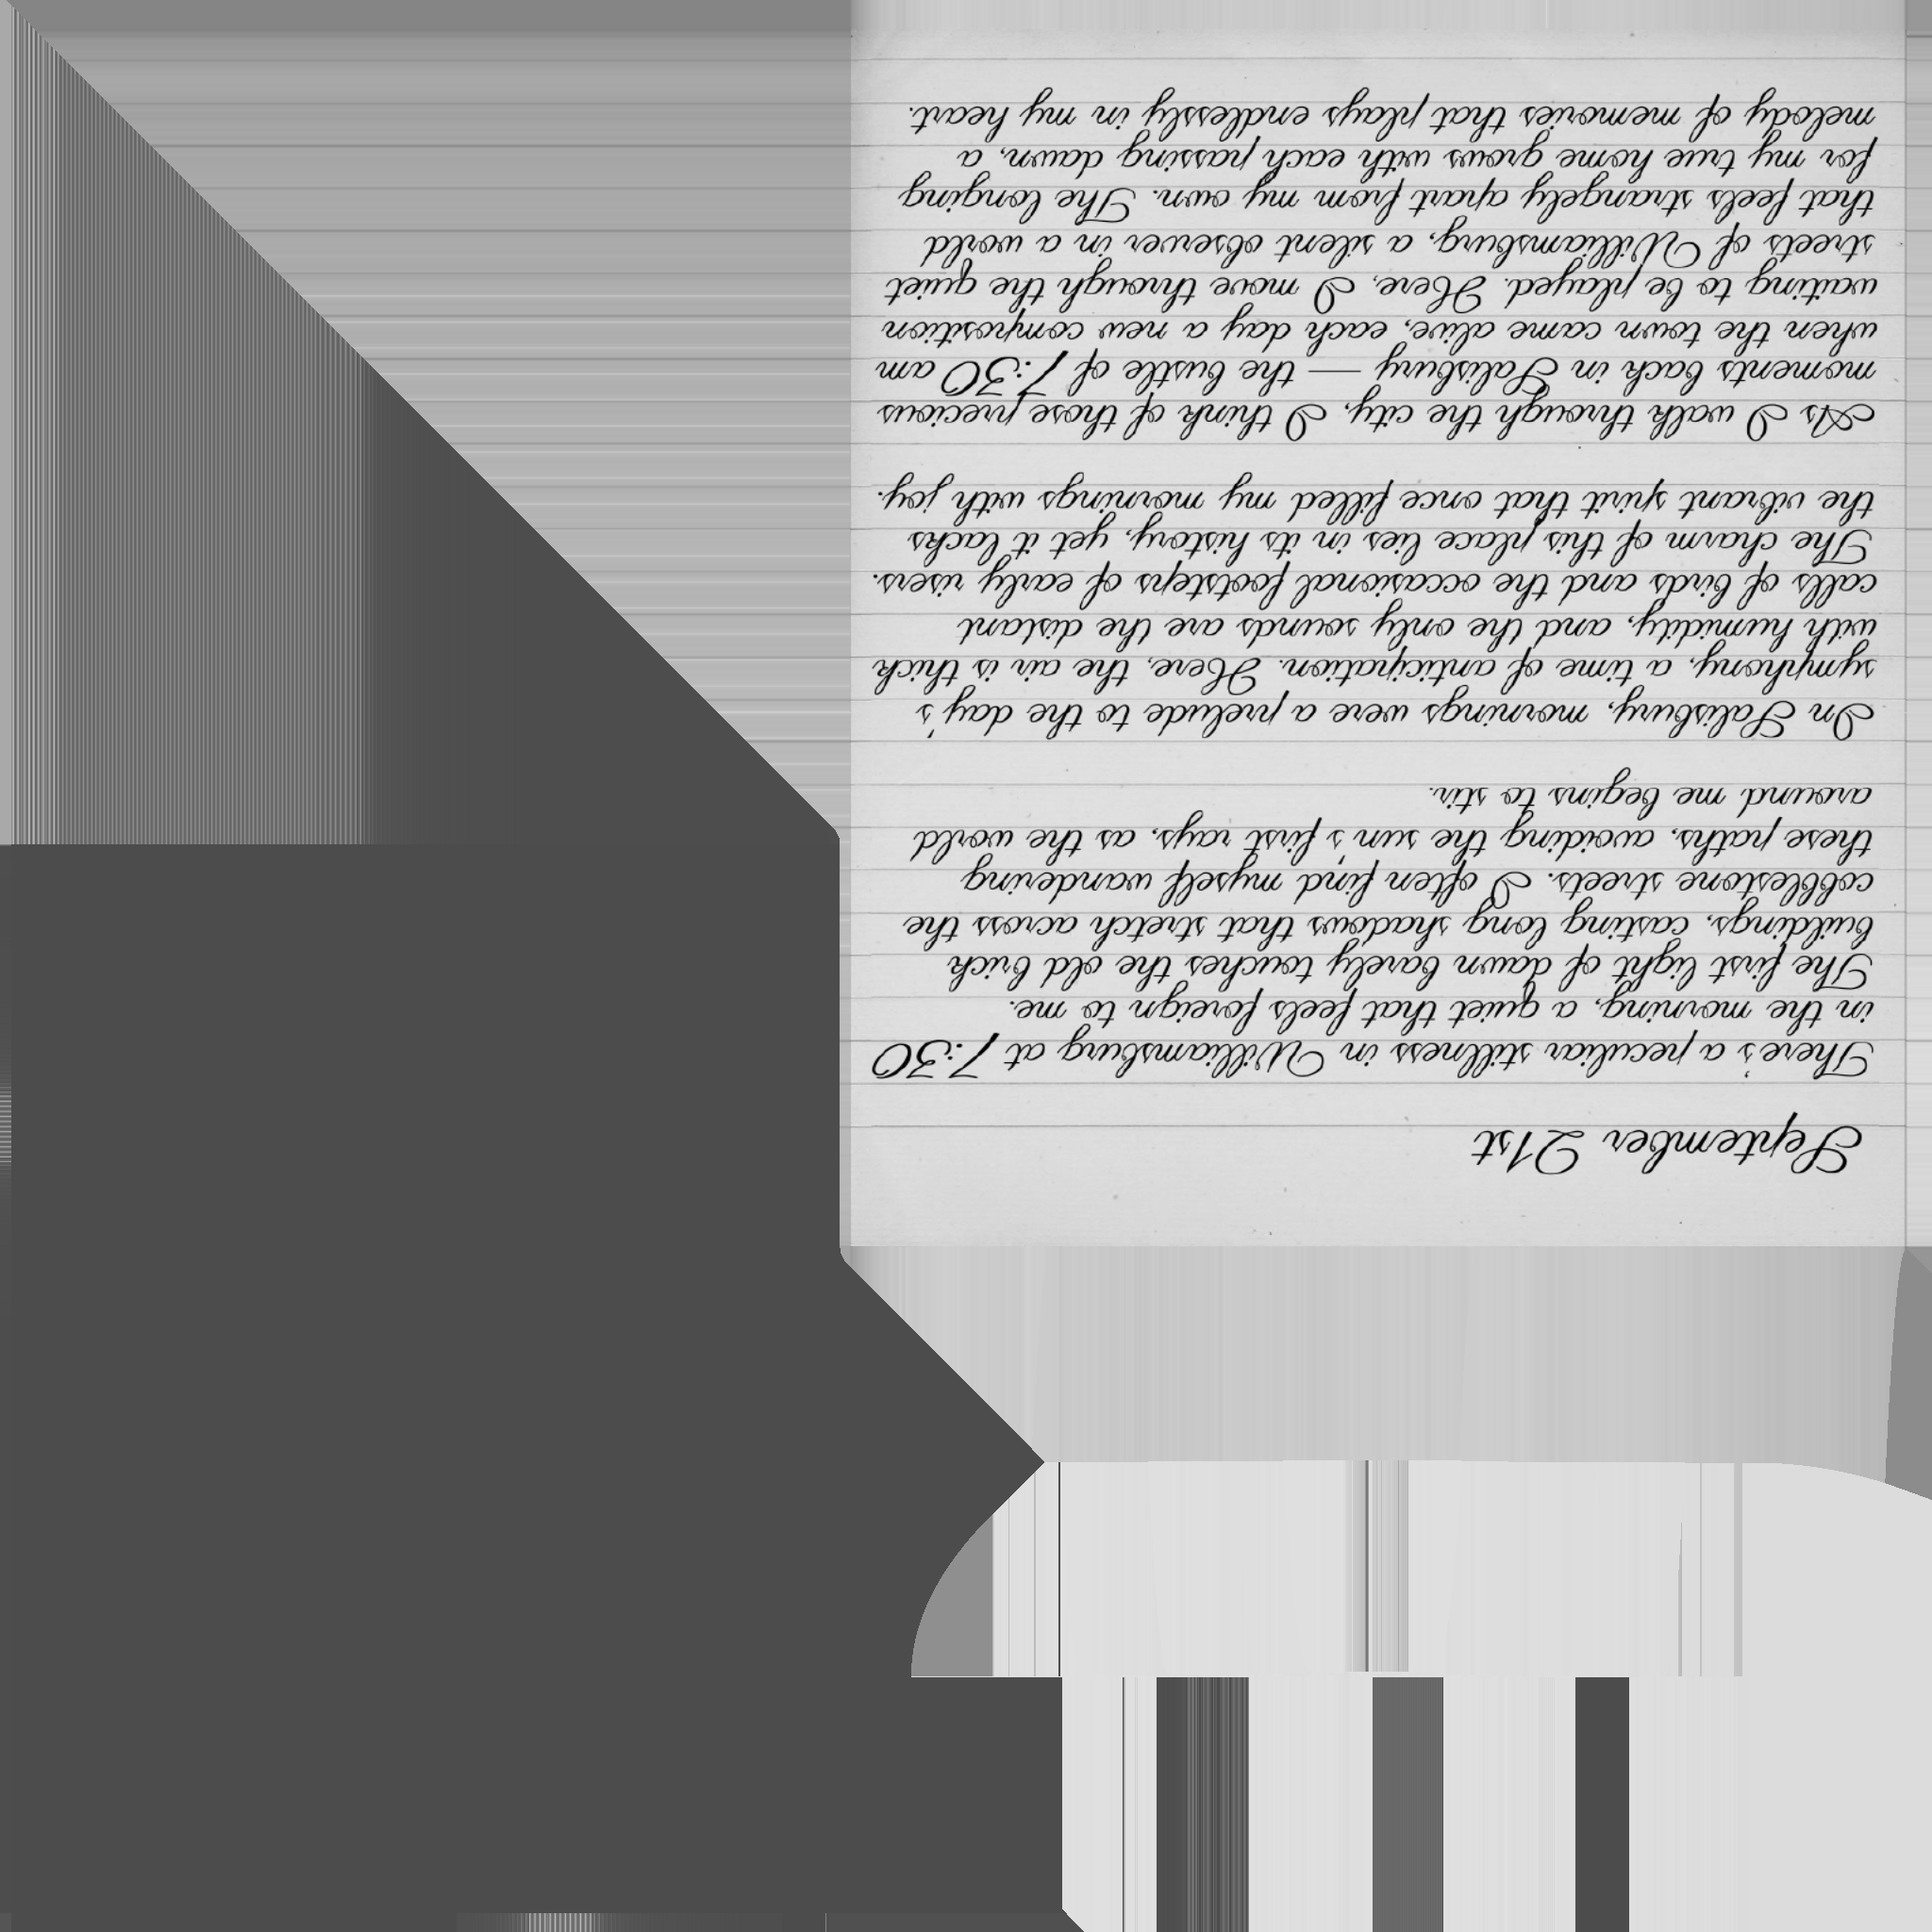 September 21st
There's a peculiar stillness in Williamsburg at 7:30
in the morning, a quiet that feels foreign to me.
The first light of dawn barely touches the old brick
buildings, casting long shadows that stretch across the
cobblestone streets. I often find myself wandering
these paths, avoiding the sun's first rays, as the world
around me begins to stir.
In Salisbury, mornings were a prelude to the day's
symphony, a time of anticipation. Here, the air is thick
with humidity, and the only sounds are the distant
calls of birds and the occasional footsteps of early risers.
The charm of this place lies in its history, yet it lacks
the vibrant spirit that once filled my mornings with joy.
As I walk through the city, I think of those precious
moments back in Salisbury — the bustle of 7:30 am
when the town came alive, each day a new composition
waiting to be played. Here, I move through the quiet
streets of Williamsburg, a silent observer in a world
that feels strangely apart from my own. The longing
for my true home grows with each passing dawn, a
melody of memories that plays endlessly in my heart.